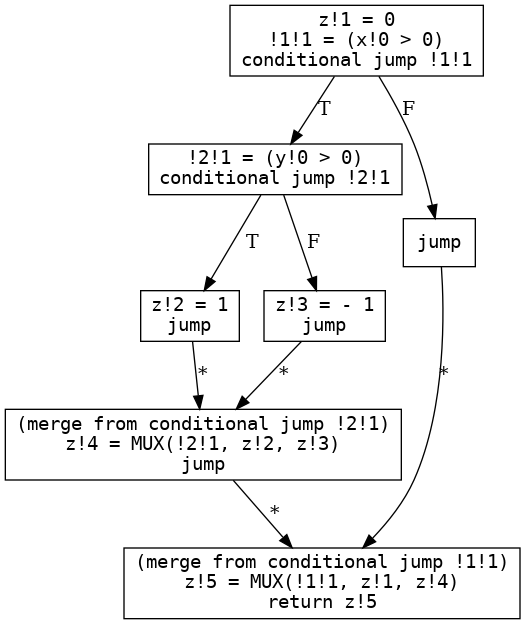 z!1 = 0
!1!1 = (x!0 > 0)
conditional jump !1!1
T
F
!2!1 = (y!0 > 0)
conditional jump !2!1
jump
T
F
z!2 = 1
jump
z!3 = - 1
jump
*
*
*
(merge from conditional jump !2!1)
z!4 = MUX(!2!1, z!2, z!3)
jump
*
(merge from conditional jump !1!1)
z!5 = MUX(!1!1, z!1, z!4)
return z!5